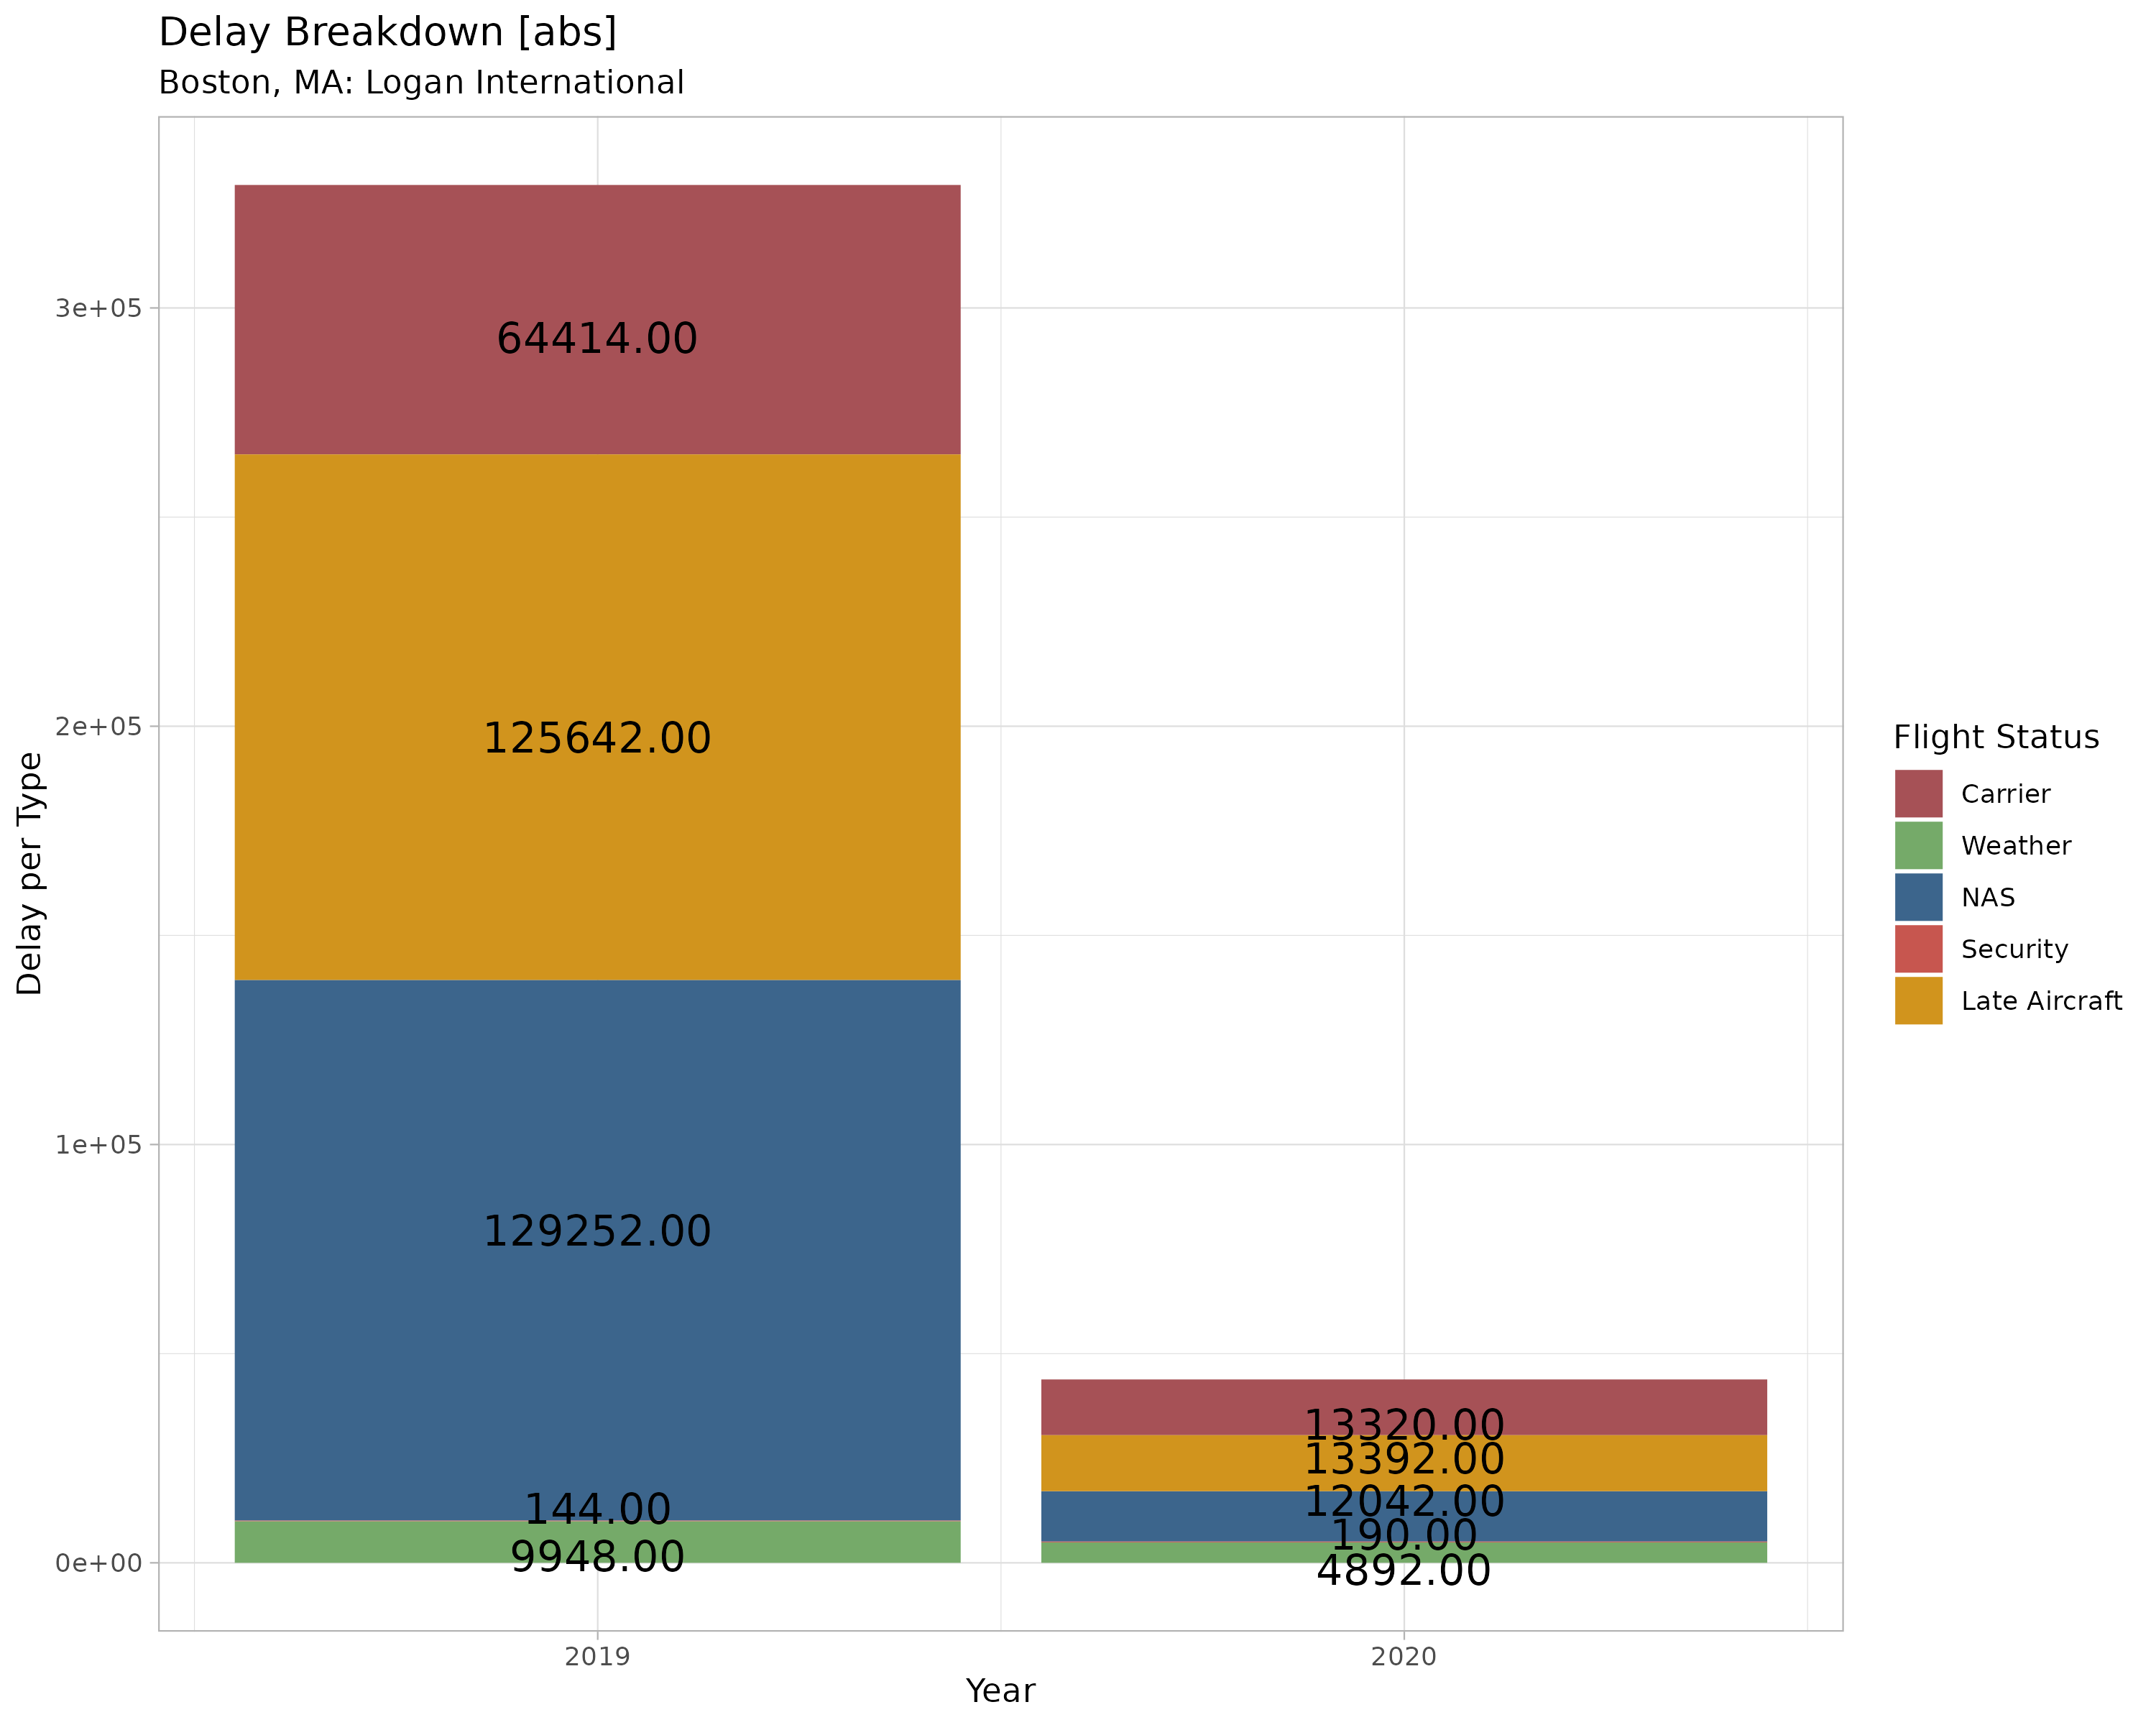 Delay Breakdown [abs]
Boston, MA: Logan International
Delay per Type
3e+05
2e+05
1e+05
0e+00
64414.00
125642.00
129252.00
144.00
9948.00
13320.00
13392.00
12042.00
190.00
4892.00
2019
2020
Year
Flight Status
Carrier
Weather
NAS
Security
Late Aircraft